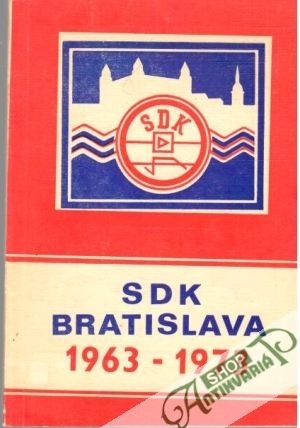 SDK
SDK
BRATISLAVA
1963 - 197
SHOP
ANTIKVARIÁT